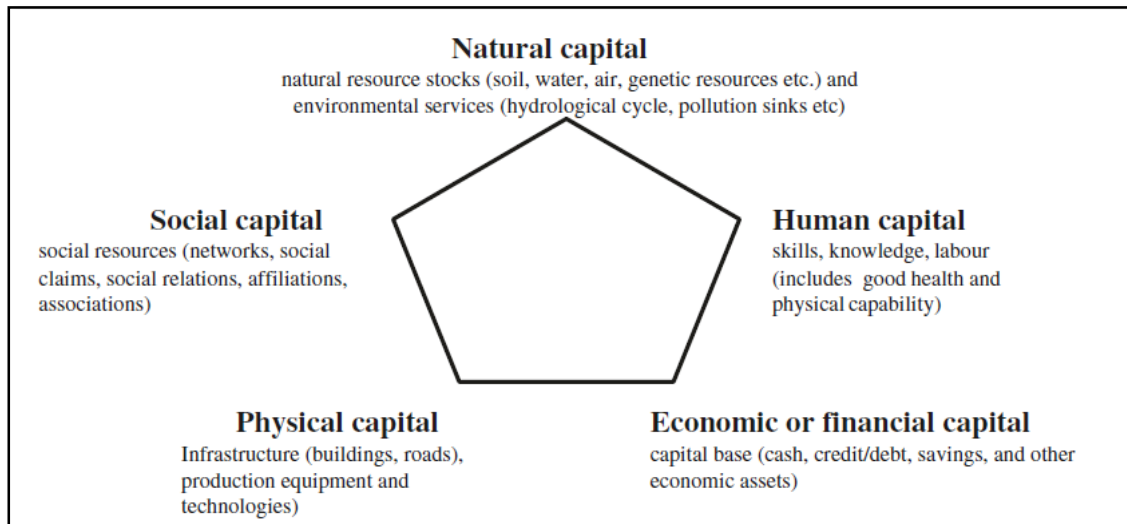 Natural capital
natural resource stocks (soil, water, air, genetic resources etc.) and
environmental services (hydrological cycle, pollution sinks etc)
Social capital
social resources (networks, social
claims, social relations, affiliations,
associations)
Human capital
skills, knowledge, labour
(includes good health and
physical capability)
Physical capital
Infrastructure (buildings, roads),
production equipment and
technologies)
Economic or financial capital
capital base (cash, credit/debt, savings, and other
economic assets)